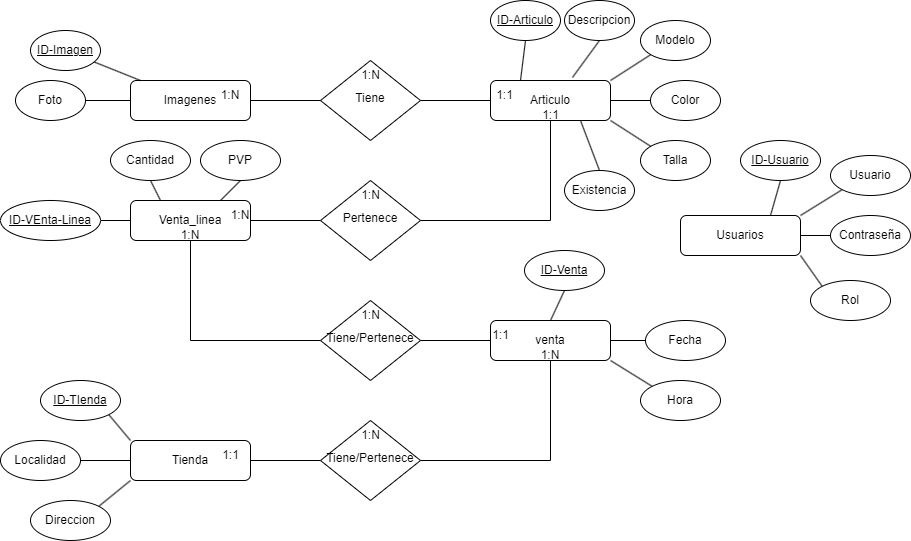 ID-Articulo
Descripcion
ID-Imagen
Modelo
Foto
Imagenes
1:N
1:N
Tiene
1:1
Articulo
1:1
Color
Cantidad
PVP
Talla
Existencia
ID-Usuario
Usuario
ID-VEnta-Linea
Venta_linea
1:N
1:N
1:N
Pertenece
Usuarios
Contraseña
Rol
ID-Venta
1:N
Tiene/Pertenece
1:1
venta
1:N
Fecha
Hora
ID-TIenda
Localidad
Tienda
1:1
1:N
Tiene/Pertenece
Direccion